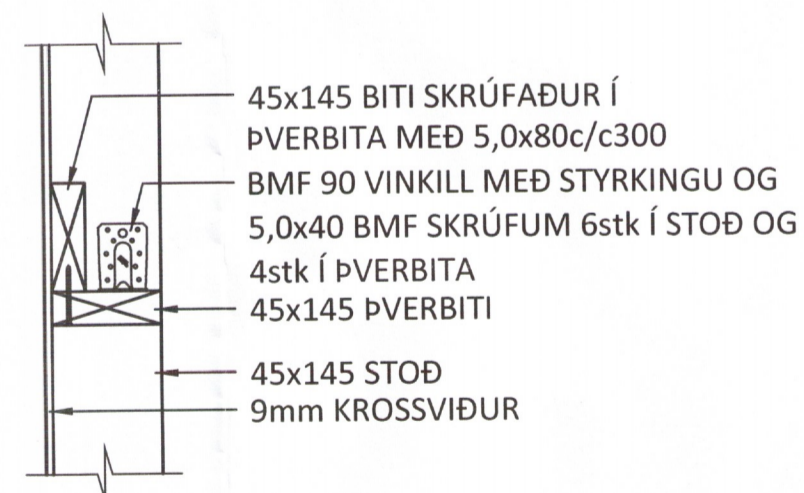 45x145 BITI SKRÚFAÐUR Í
ÞVERBITA MEÐ 5,0x80c/c300
BMF 90 VINKILL MEÐ STYRKINGU OG
5,0x40 BMF SKRÚFUM 6stk Í STOÐ OG
4stk Í ÞVERBITA
45x145 ÞVERBITI
45x145 STOÐ
9mm KROSSVIÐUR